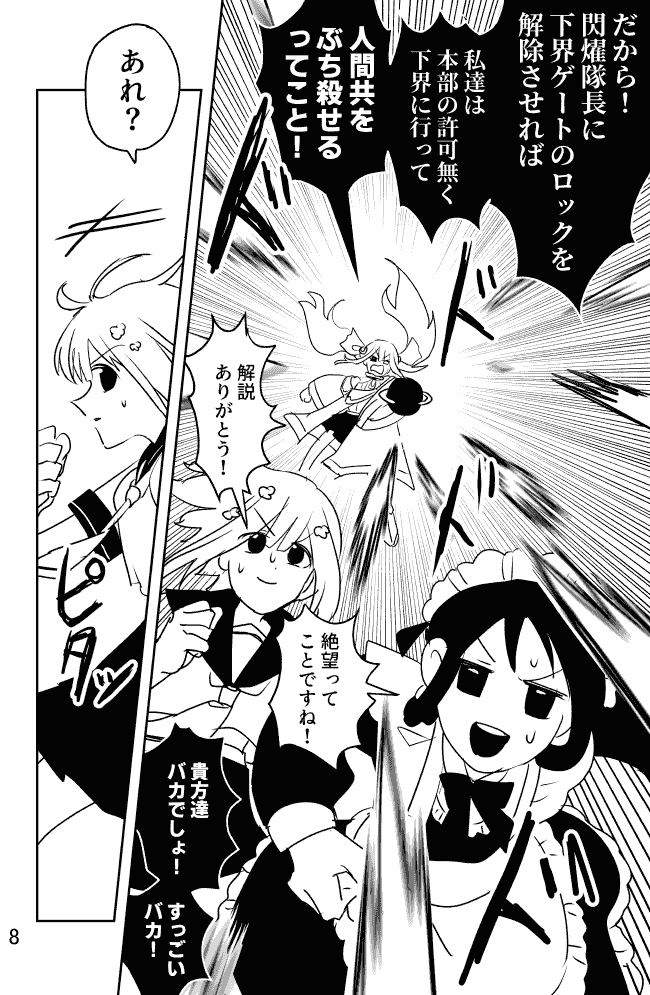 だから!
閃燿隊長に
下界ゲートのロックを
解除させれば
私達は
本部の許可無く
下界に行って
人間共を
ぶち殺せる
ってこと!
解説
ありがとう!
絶望って
ことですね!
貴方達
バカでしょ!
すっごい
バカ!
ドドドドド
あれ?
ピタッ
8